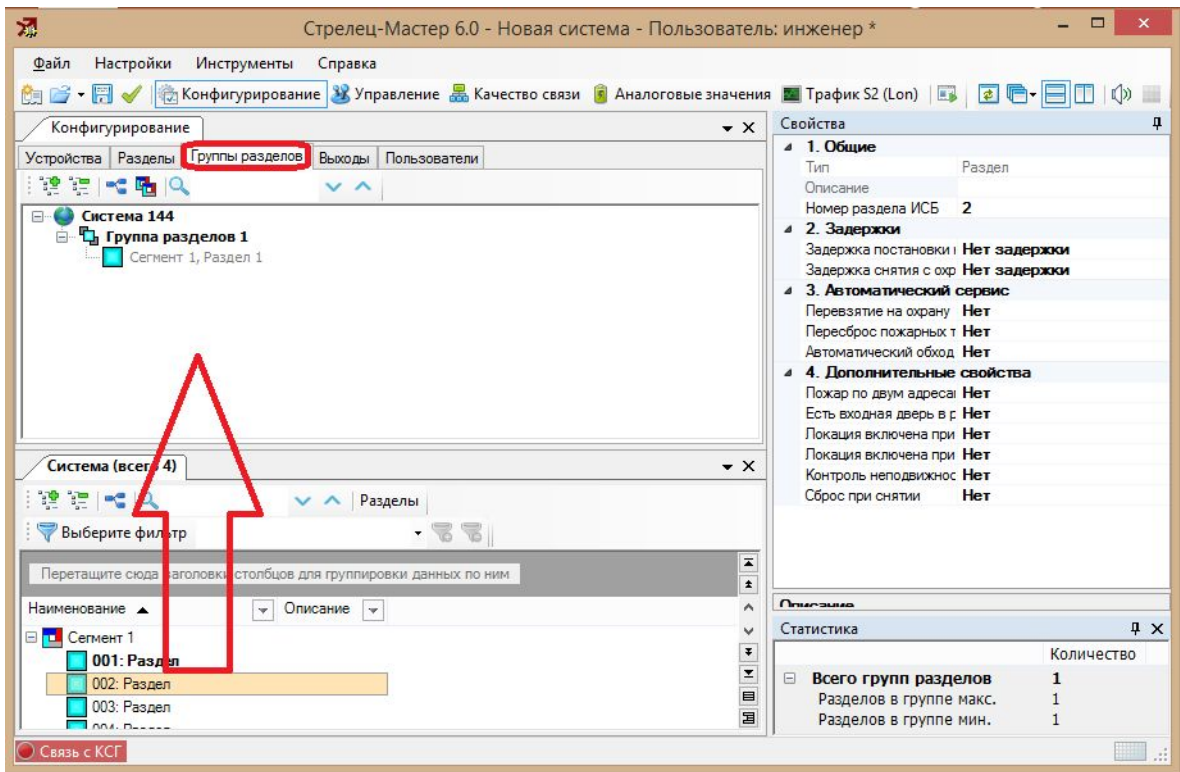 Стрелец-Мастер 6.0 - Новая система - Пользователь: инженер *
Файл Настройки Инструменты Справка
Конфигурирование Управление Качество связи Аналоговые значения Трафик S2 (Lon)
Конфигурирование
Устройства Разделы Группы разделов Выходы Пользователи
Система 144
Группа разделов 1
Сегмент 1, Раздел 1
Система (всего 4)
Разделы
Выберите фильтр
Перетащите сюда заголовки столбцов для группировки данных по ним
Наименование Описание
Сегмент 1
001: Раздел
002: Раздел
003: Раздел
004: Раздел
Свойства
1. Общие
Тип Раздел
Описание
Номер раздела ИСБ 2
2. Задержки
Задержка постановки Нет задержки
Задержка снятия с охр Нет задержки
3. Автоматический сервис
Перевзятие на охрану Нет
Пересброс пожарных т Нет
Автоматический обход Нет
4. Дополнительные свойства
Пожар по двум адреса Нет
Есть входная дверь в р Нет
Локация включена при Нет
Локация включена при Нет
Контроль неподвижнос Нет
Сброс при снятии Нет
Описание
Статистика
Количество
Всего групп разделов 1
Разделов в группе макс. 1
Разделов в группе мин. 1
Связь с КСГ